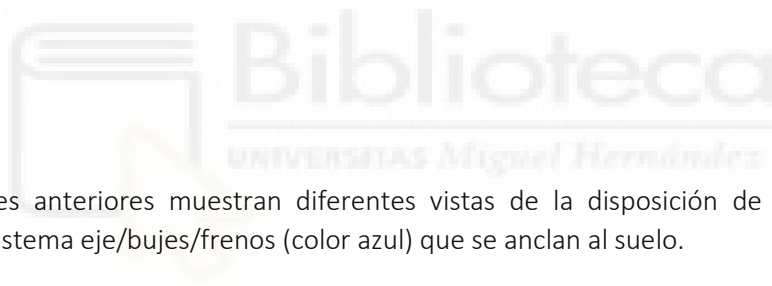 Biblioteca
UNIVERSITAS Miguel Hernández
es anteriores muestran diferentes vistas de la disposición de
stema eje/bujes/frenos (color azul) que se anclan al suelo.